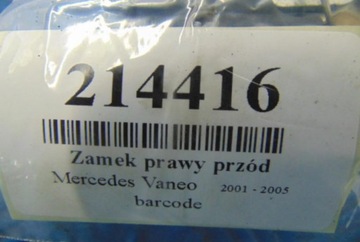 214416
Zamek prawy przód
Mercedes Vaneo 2001 - 2005
barcode